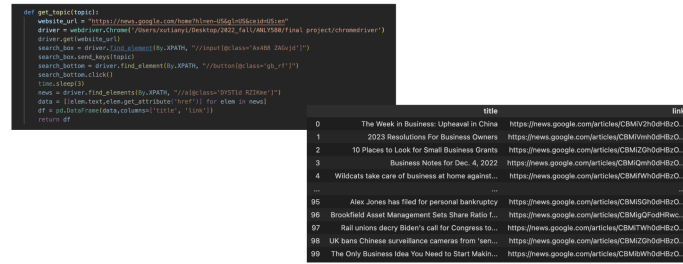 def get_topic(topic):
website_url = "https://news.google.com/home?hlnen-US&gl=US&ceid=US:en"
driver = webdriver.Chrome('/Users/xutianyi/Desktop/2022_fall/ANLY580/final project/chromedriver')
driver.get(website_url)
search_box = driver.find_element(By.XPATH, "//input[@class='Ax4B8 ZAGvjd']")
search_box.send_keys(topic)
search_bottom = driver.find_element(By.XPATH, "//button[@class='gb_rf']")
search_bottom.click()
time.sleep(3)
news = driver.find_elements(By.XPATH, "//a[@class='DY5T1d RZIKme']")
data = [[elem.text,elem.get_attribute('href')] for elem in news]
df = pd.DataFrame(data,columns=['title', 'link'])
return df
title link
0 The Week in Business: Upheaval in China https://news.google.com/articles/CBMiV2h0dHBzO...
1 2023 Resolutions For Business Owners https://news.google.com/articles/CBMiVmh0dHBzO...
2 10 Places to Look for Small Business Grants https://news.google.com/articles/CBMiZGh0dHBzO...
3 Business Notes for Dec. 4, 2022 https://news.google.com/articles/CBMiQmh0dHBzO...
4 Wildcats take care of business at home against... https://news.google.com/articles/CBMifWh0dHBzO...
... ... ...
95 Alex Jones has filed for personal bankruptcy https://news.google.com/articles/CBMiSGh0dHBzO...
96 Brookfield Asset Management Sets Share Ratio f... https://news.google.com/articles/CBMigQFodHRwc...
97 Rail unions decry Biden's call for Congress to... https://news.google.com/articles/CBMiTWh0dHBzO...
98 UK bans Chinese surveillance cameras from 'sen... https://news.google.com/articles/CBMiZGh0dHBzO...
99 The Only Business Idea You Need to Start Makin... https://news.google.com/articles/CBMibWh0dHBzO...